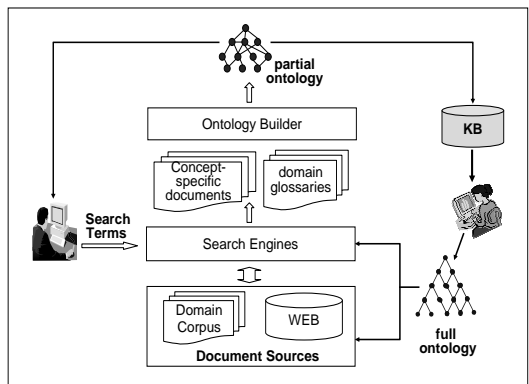 partial
ontology
Ontology Builder
KB
Concept-
specific
documents
domain
glossaries
Search
Terms
Search Engines
Domain
Corpus
WEB
Document Sources
full
ontology